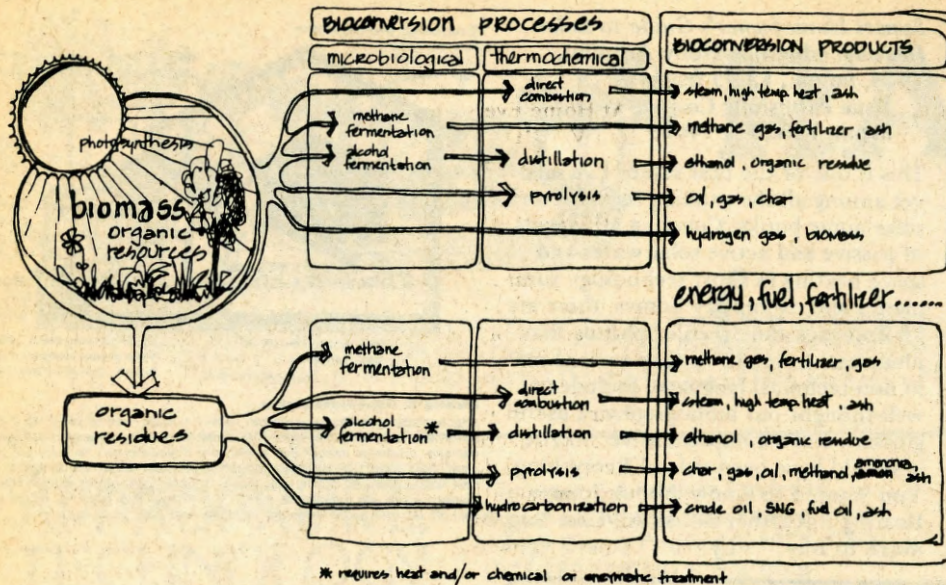 BIOCONVERSION PROCESSES
microbiological
thermochemical
BIOCONVERSION PRODUCTS
photosynthesis
biomass
organic
resources
direct
combustion
steam, high temp. heat, ash
methane
fermentation
methane gas, fertilizer, ash
alcohol
fermentation
distillation
ethanol, organic residue
pyrolysis
oil, gas, char
hydrogen gas, biomass
energy, fuel, fertilizer......
organic
residues
methane
fermentation
methane gas, fertilizer, gas
direct
combustion
steam, high temp. heat, ash
alcohol
fermentation*
distillation
ethanol, organic residue
pyrolysis
char, gas, oil, methanol, ammonia, ash
hydrocarbonization
crude oil, SNG, fuel oil, ash
* requires heat and/or chemical or enzymatic treatment